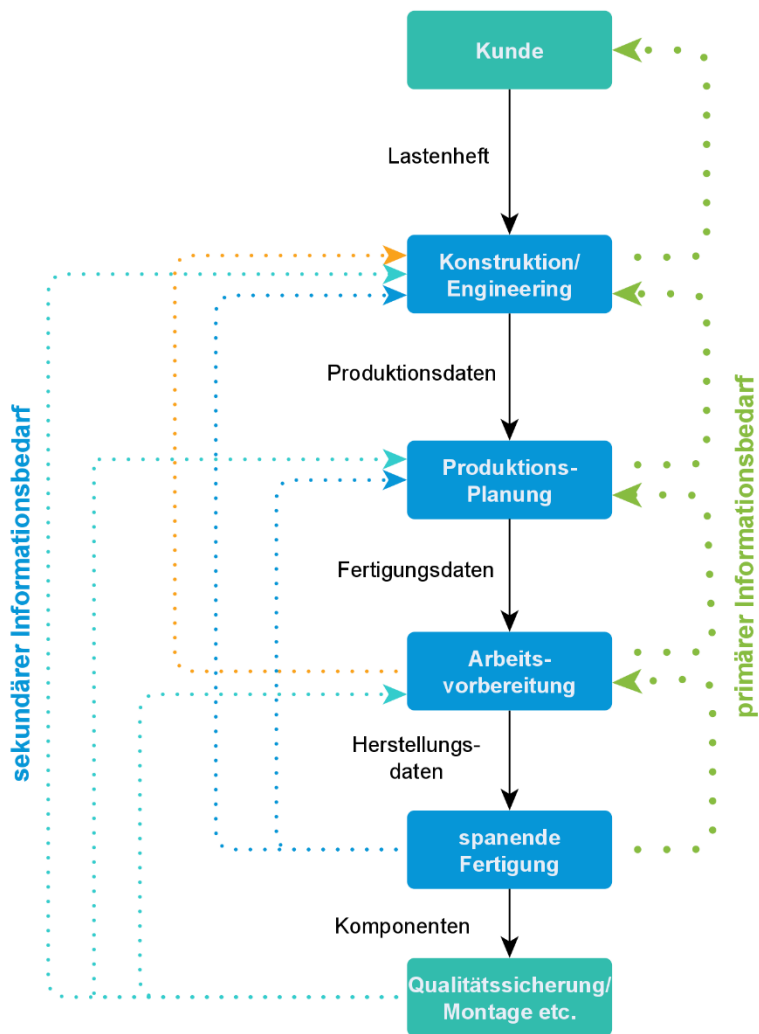 Kunde
Lastenheft
Konstruktion/
Engineering
Produktionsdaten
Produktions-
Planung
Fertigungsdaten
Arbeits-
vorbereitung
Herstellungs-
daten
spanende
Fertigung
Komponenten
Qualitätssicherung/
Montage etc.
sekundärer Informationsbedarf
primärer Informationsbedarf